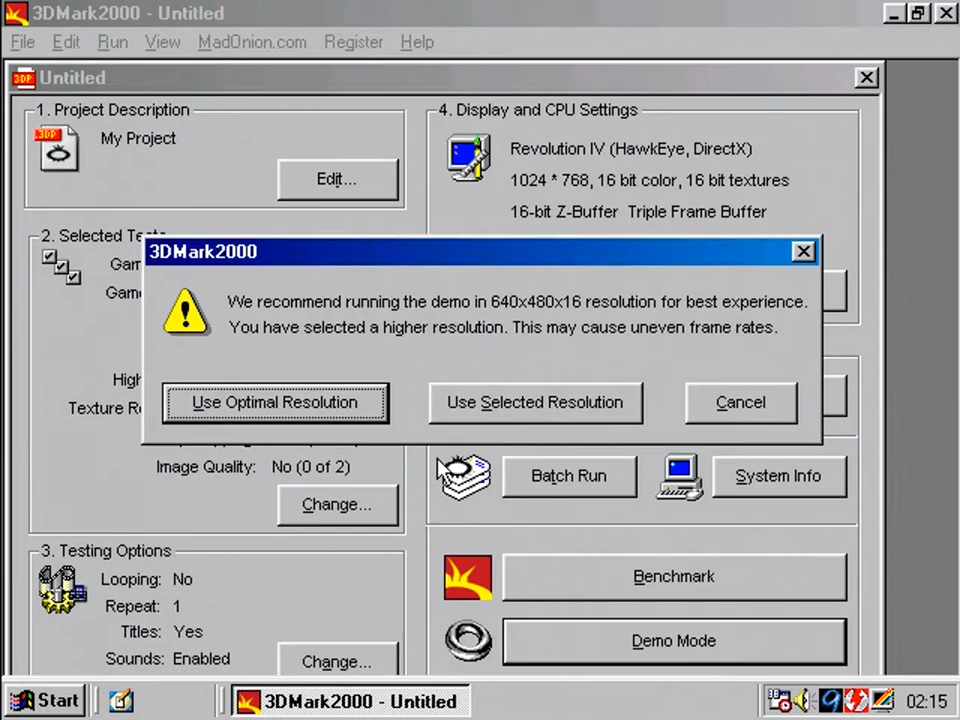 3DMark2000 - Untitled
File Edit Run View MadOnion.com Register Help
Untitled
1. Project Description
My Project
Edit...
4. Display and CPU Settings
Revolution IV (HawkEye, DirectX)
1024 * 768, 16 bit color, 16 bit textures
16-bit Z-Buffer Triple Frame Buffer
2. Selected
3DMark2000
We recommend running the demo in 640x480x16 resolution for best experience.
You have selected a higher resolution. This may cause uneven frame rates.
Use Optimal Resolution
Use Selected Resolution
Cancel
High
Texture
Image Quality: No (0 of 2)
Change...
Batch Run
System Info
3. Testing Options
Looping: No
Repeat: 1
Titles: Yes
Sounds: Enabled
Change...
Benchmark
Demo Mode
Start
3DMark2000 - Untitled
02:15